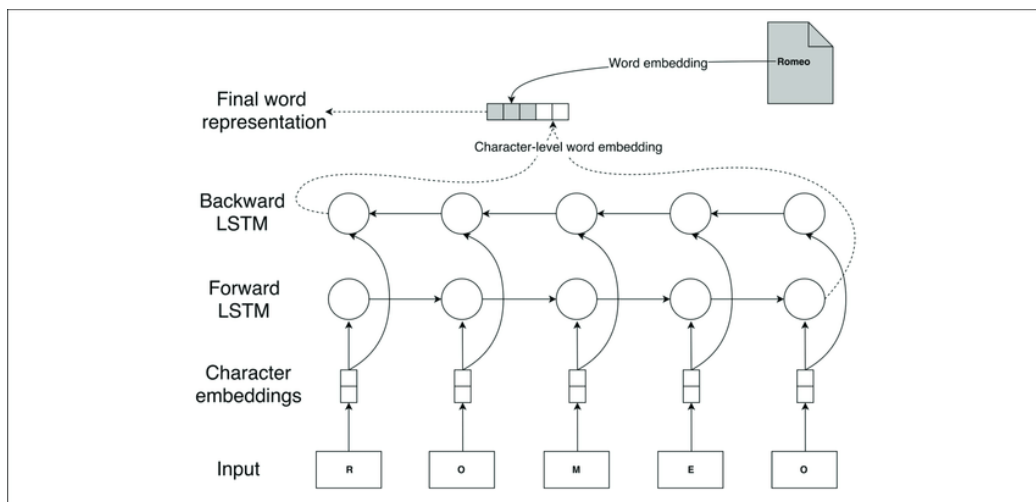 Word embedding
Romeo
Final word
representation
Character-level word embedding
Backward
LSTM
Forward
LSTM
Character
embeddings
Input
R
O
M
E
O